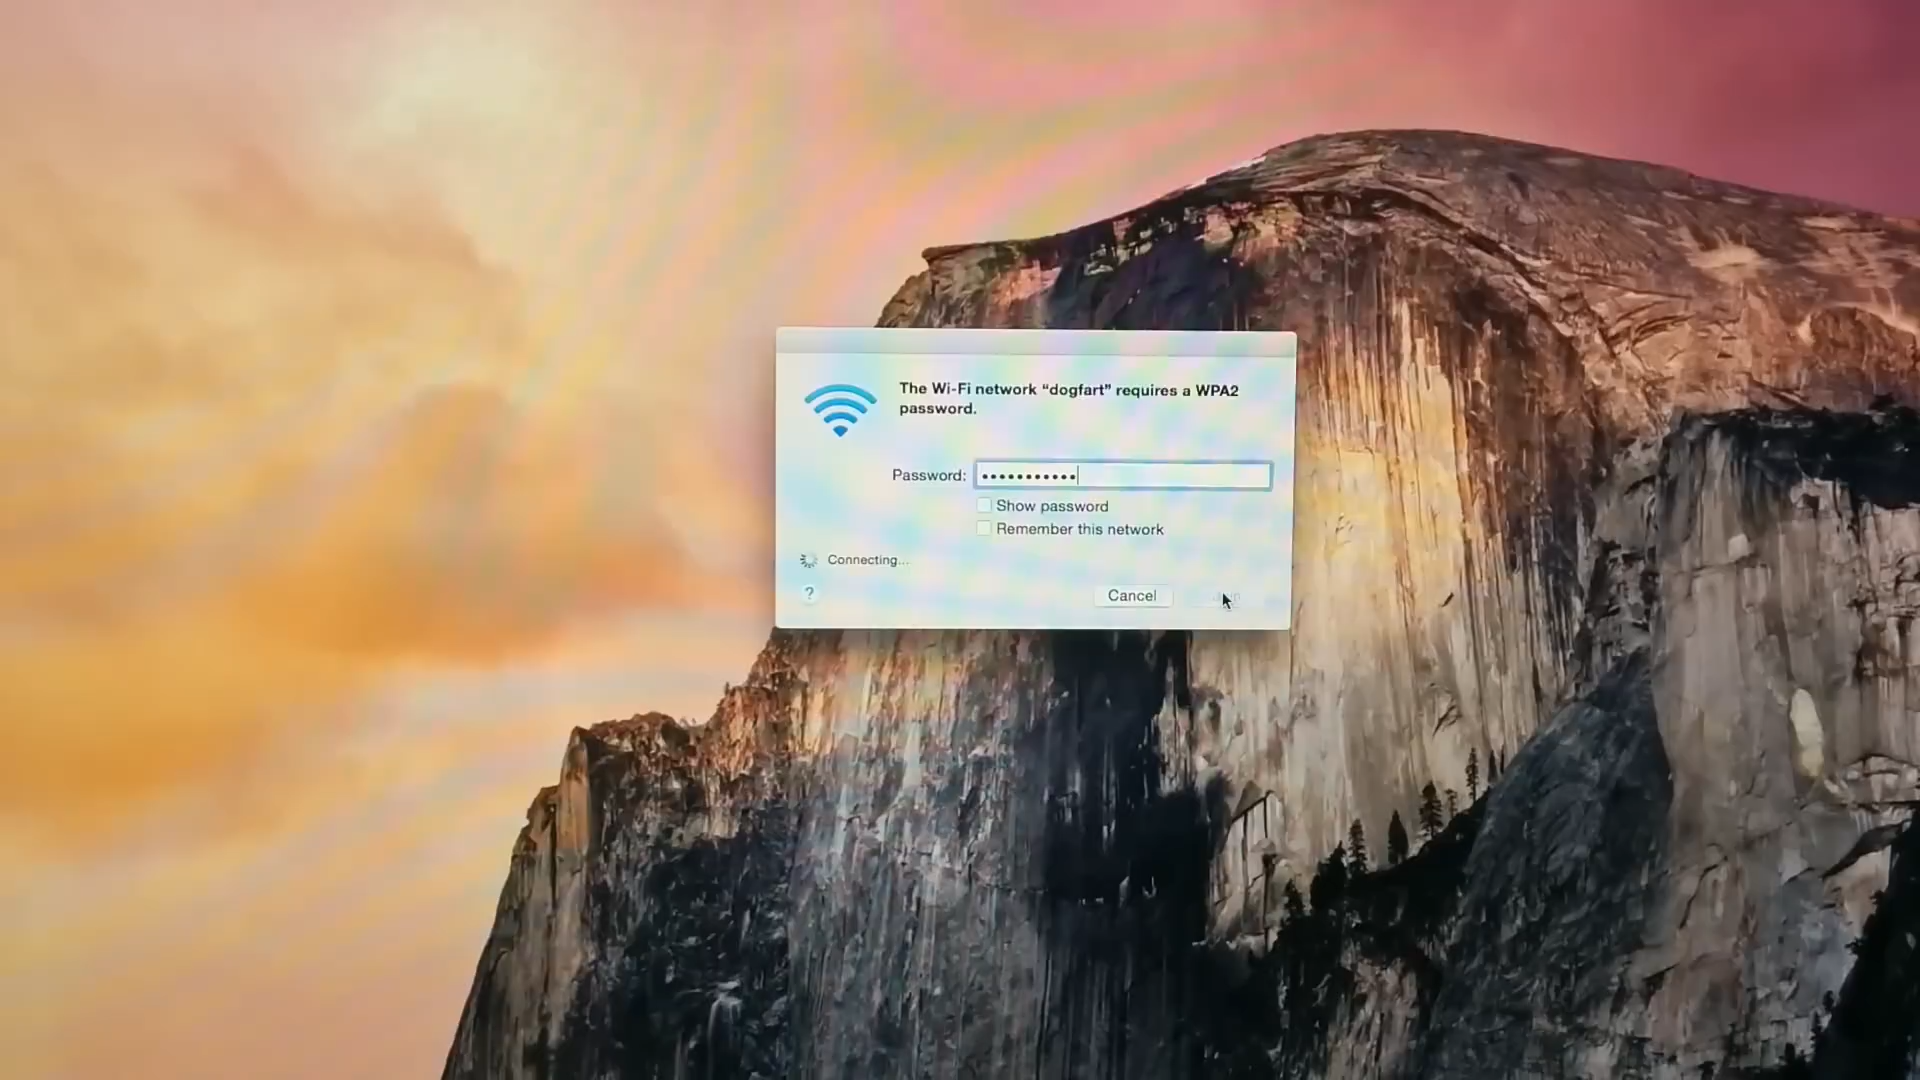 The Wi-Fi network “dogfart” requires a WPA2
password.
Password: •••••••••••
Show password
Remember this network
Connecting...
?
Cancel